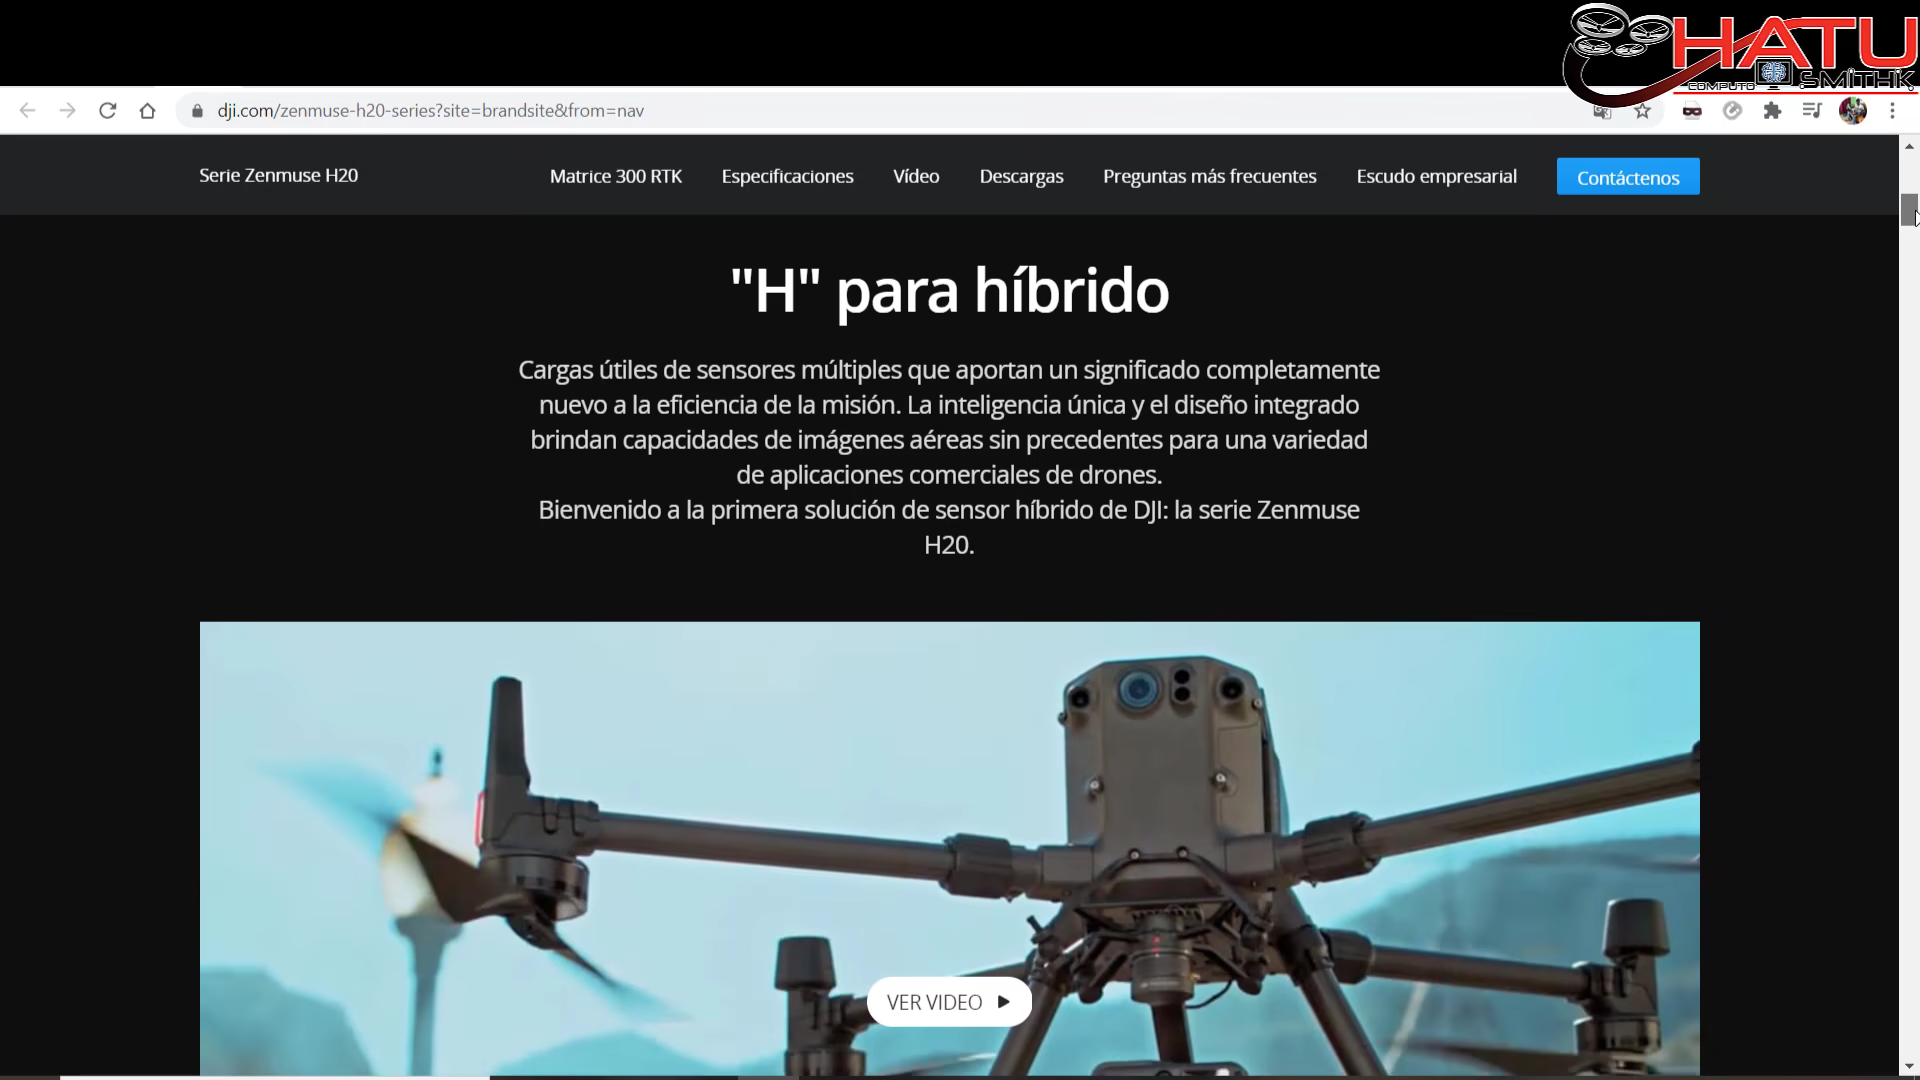 HATU
COMPUTO SMITHK
dji.com/zenmuse-h20-series?site=brandsite&from=nav
Serie Zenmuse H20 Matrice 300 RTK Especificaciones Vídeo Descargas Preguntas más frecuentes Escudo empresarial Contáctenos
"H" para híbrido
Cargas útiles de sensores múltiples que aportan un significado completamente
nuevo a la eficiencia de la misión. La inteligencia única y el diseño integrado
brindan capacidades de imágenes aéreas sin precedentes para una variedad
de aplicaciones comerciales de drones.
Bienvenido a la primera solución de sensor híbrido de DJI: la serie Zenmuse
H20.
VER VIDEO